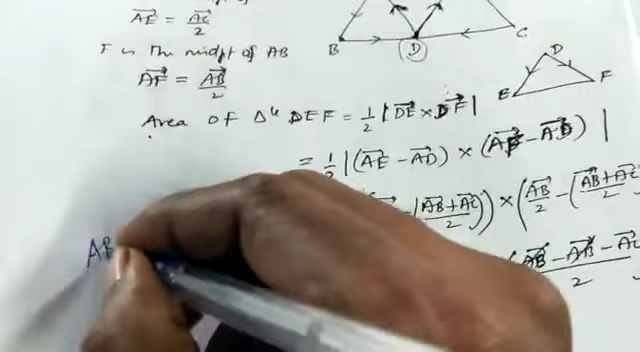 AE = AC/2
F is the midpt of AB
AF = AB/2
B D C
D E F
Area of Δle DEF = 1/2 |DE × DF|
= 1/2 |(AE - AD) × (AF - AD)|
(AB + AC)/2)) × (AB/2 - (AB + AC
AB - AB - AC
2
AB